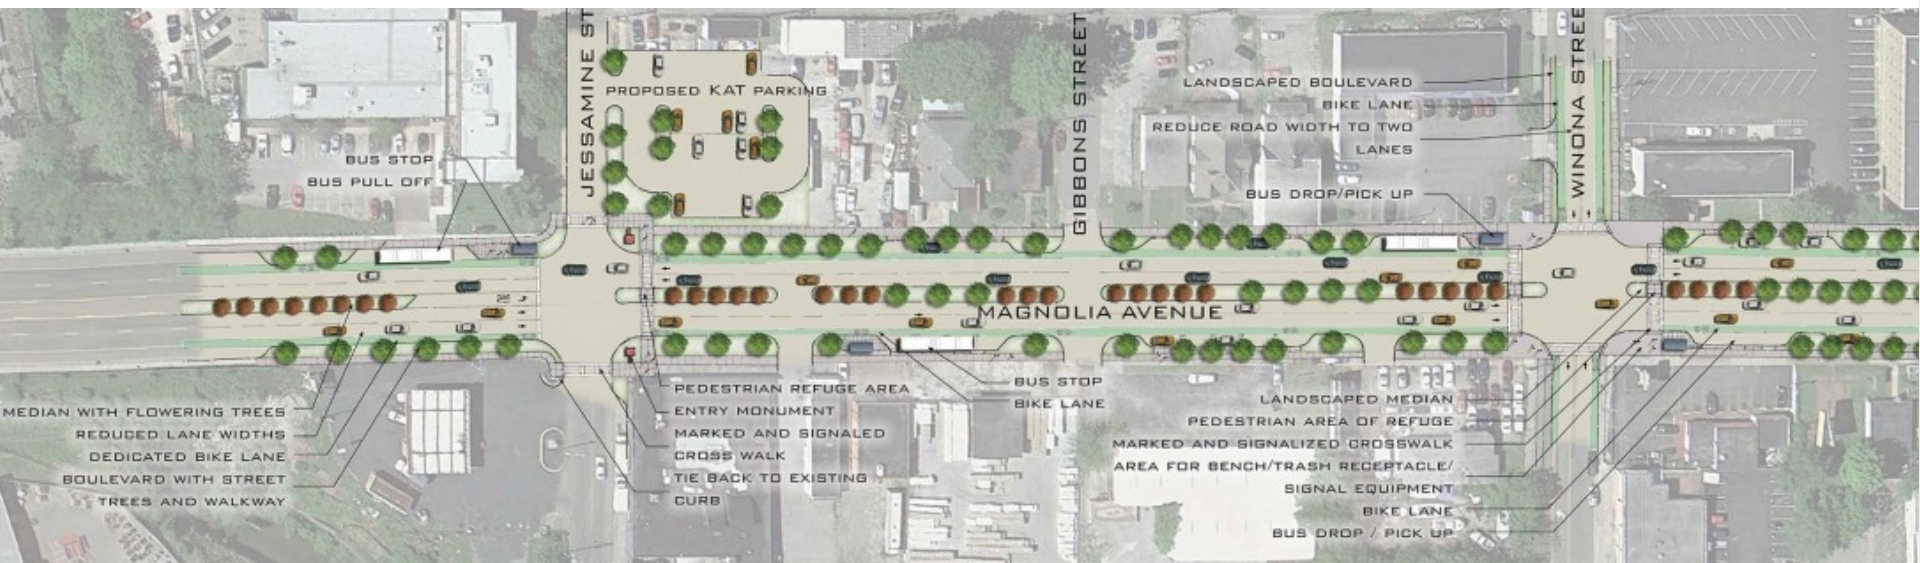 JESSAMINE ST
PROPOSED KAT PARKING
BUS STOP
BUS PULL OFF
GIBBONS STREET
LANDSCAPED BOULEVARD
BIKE LANE
REDUCE ROAD WIDTH TO TWO
LANES
BUS DROP/PICK UP
WINONA STREE
MAGNOLIA AVENUE
MEDIAN WITH FLOWERING TREES
REDUCED LANE WIDTHS
DEDICATED BIKE LANE
BOULEVARD WITH STREET
TREES AND WALKWAY
PEDESTRIAN REFUGE AREA
ENTRY MONUMENT
MARKED AND SIGNALED
CROSS WALK
TIE BACK TO EXISTING
CURB
BUS STOP
BIKE LANE
LANDSCAPED MEDIAN
PEDESTRIAN AREA OF REFUGE
MARKED AND SIGNALIZED CROSSWALK
AREA FOR BENCH/TRASH RECEPTACLE/
SIGNAL EQUIPMENT
BIKE LANE
BUS DROP / PICK UP